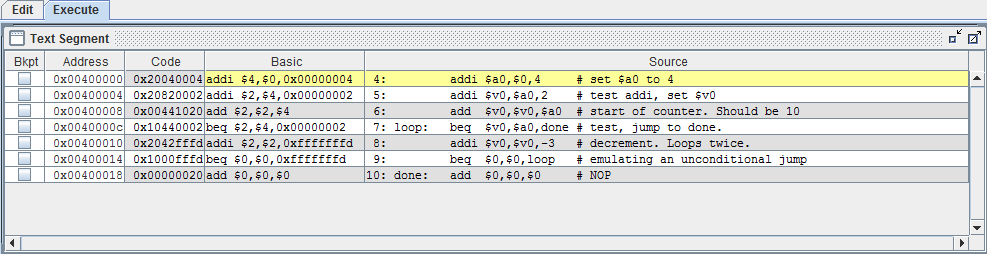 Edit Execute
Text Segment
Bkpt Address Code Basic Source
0x00400000 0x20040004 addi $4,$0,0x00000004 4: addi $a0,$0,4 # set $a0 to 4
0x00400004 0x20820002 addi $2,$4,0x00000002 5: addi $v0,$a0,2 # test addi, set $v0
0x00400008 0x00441020 add $2,$2,$4 6: add $v0,$v0,$a0 # start of counter. Should be 10
0x0040000c 0x10440002 beq $2,$4,0x00000002 7: loop: beq $v0,$a0,done # test, jump to done.
0x00400010 0x2042fffd addi $2,$2,0xfffffffd 8: addi $v0,$v0,-3 # decrement. Loops twice.
0x00400014 0x1000fffd beq $0,$0,0xfffffffd 9: beq $0,$0,loop # emulating an unconditional jump
0x00400018 0x00000020 add $0,$0,$0 10: done: add $0,$0,$0 # NOP